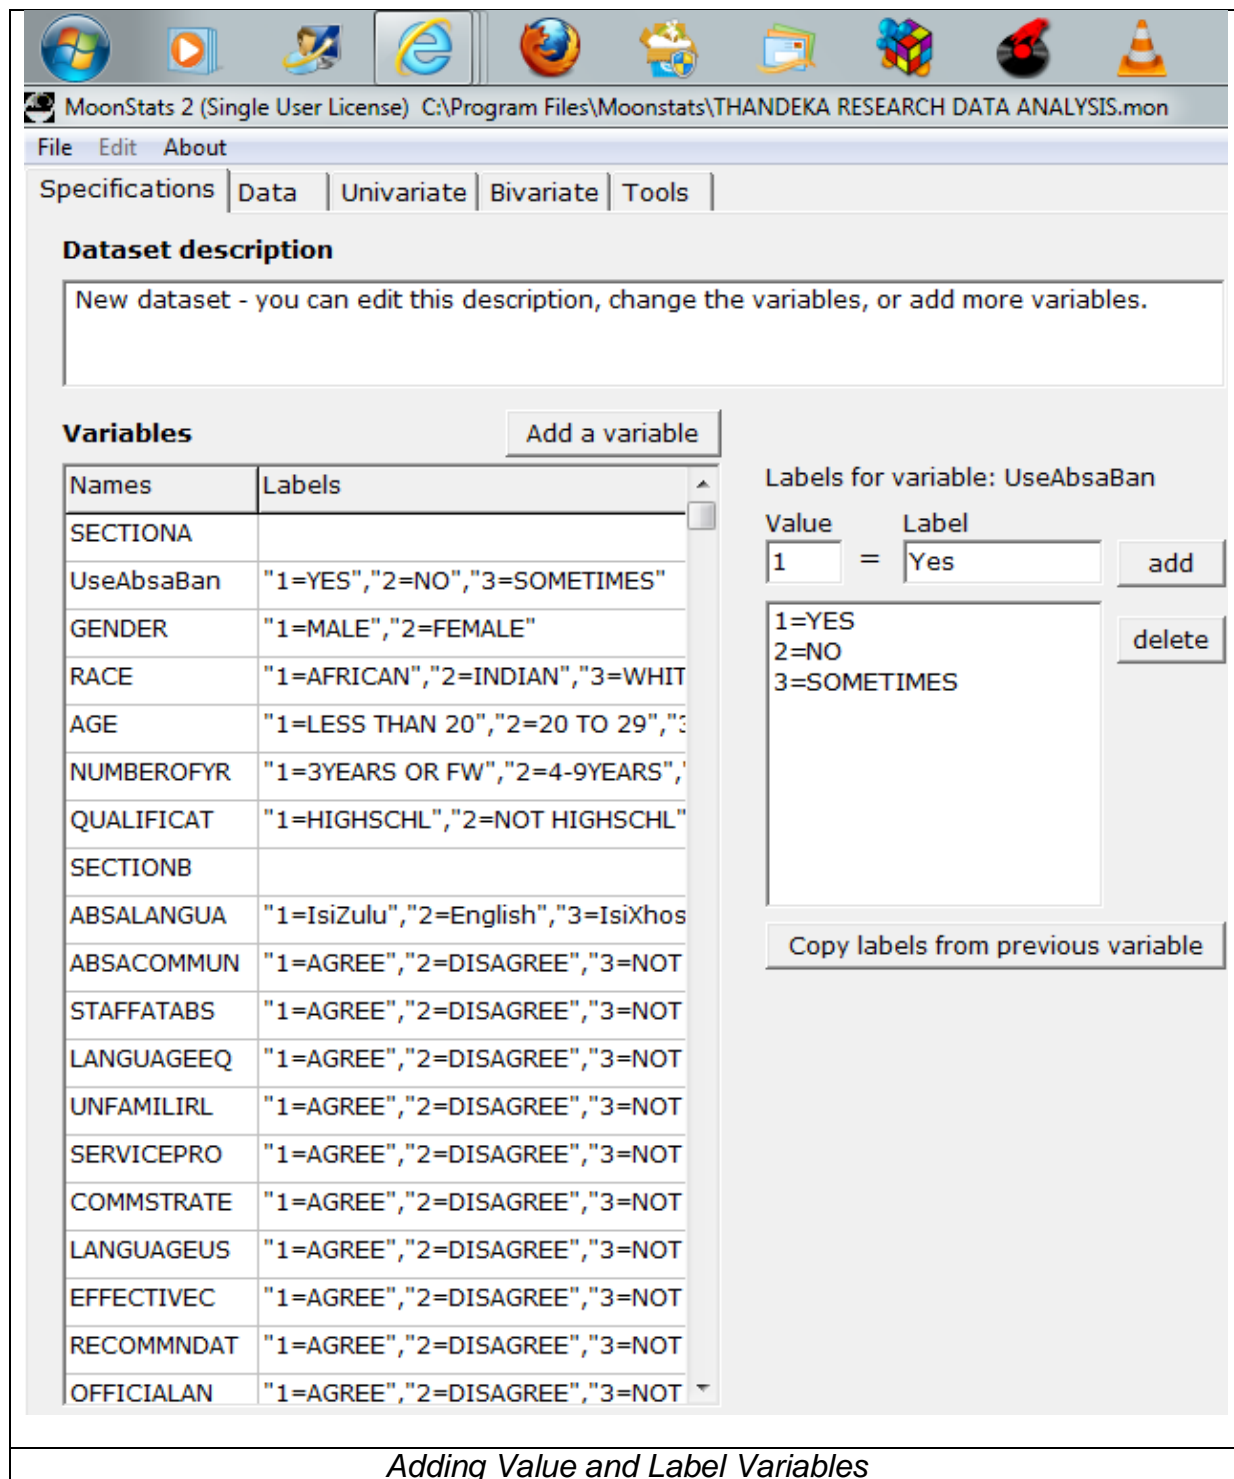 MoonStats 2 (Single User License) C:\Program Files\Moonstats\THANDEKA RESEARCH DATA ANALYSIS.mon
File Edit About
Specifications Data Univariate Bivariate Tools
Dataset description
New dataset - you can edit this description, change the variables, or add more variables.
Variables Add a variable
Names Labels
SECTIONA
UseAbsaBan "1=YES","2=NO","3=SOMETIMES"
GENDER "1=MALE","2=FEMALE"
RACE "1=AFRICAN","2=INDIAN","3=WHIT
AGE "1=LESS THAN 20","2=20 TO 29","3
NUMBEROFYR "1=3YEARS OR FW","2=4-9YEARS","
QUALIFICAT "1=HIGHSCHL","2=NOT HIGHSCHL"
SECTIONB
ABSALANGUA "1=IsiZulu","2=English","3=IsiXhos
ABSACOMMUN "1=AGREE","2=DISAGREE","3=NOT
STAFFATABS "1=AGREE","2=DISAGREE","3=NOT
LANGUAGEEQ "1=AGREE","2=DISAGREE","3=NOT
UNFAMILIRL "1=AGREE","2=DISAGREE","3=NOT
SERVICEPRO "1=AGREE","2=DISAGREE","3=NOT
COMMSTRATE "1=AGREE","2=DISAGREE","3=NOT
LANGUAGEUS "1=AGREE","2=DISAGREE","3=NOT
EFFECTIVEC "1=AGREE","2=DISAGREE","3=NOT
RECOMMNDAT "1=AGREE","2=DISAGREE","3=NOT
OFFICIALAN "1=AGREE","2=DISAGREE","3=NOT
Labels for variable: UseAbsaBan
Value Label
1 = Yes add
1=YES
2=NO
3=SOMETIMES
delete
Copy labels from previous variable
Adding Value and Label Variables